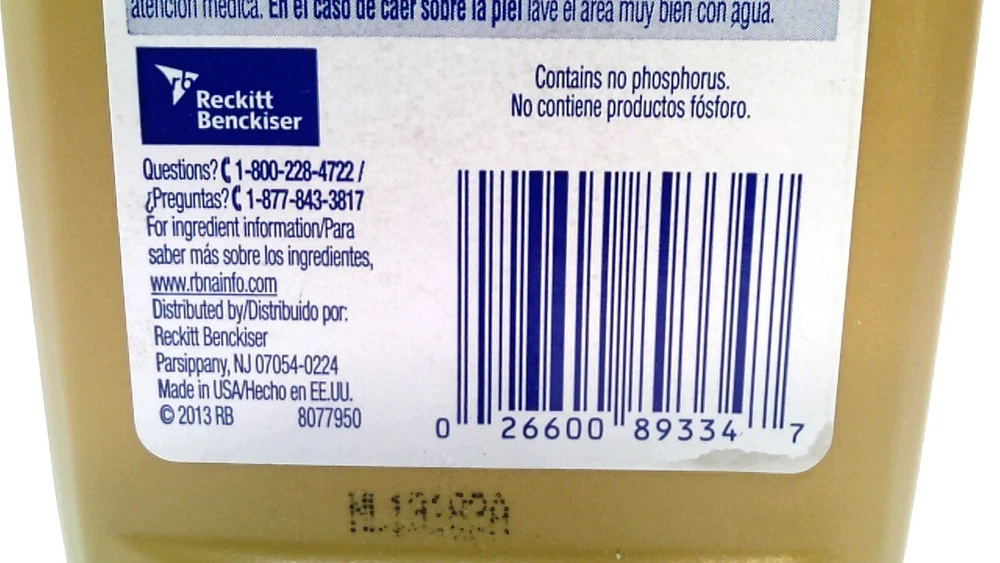 atención médica. En el caso de caer sobre la piel lave el área muy bien con agua.
rb
Reckitt
Benckiser
Contains no phosphorus.
No contiene productos fósforo.
Questions? 1-800-228-4722 /
¿Preguntas? 1-877-843-3817
For ingredient information/Para
saber más sobre los ingredientes,
www.rbnainfo.com
Distributed by/Distribuido por:
Reckitt Benckiser
Parsippany, NJ 07054-0224
Made in USA/Hecho en EE.UU.
© 2013 RB 8077950
0 26600 89334 7